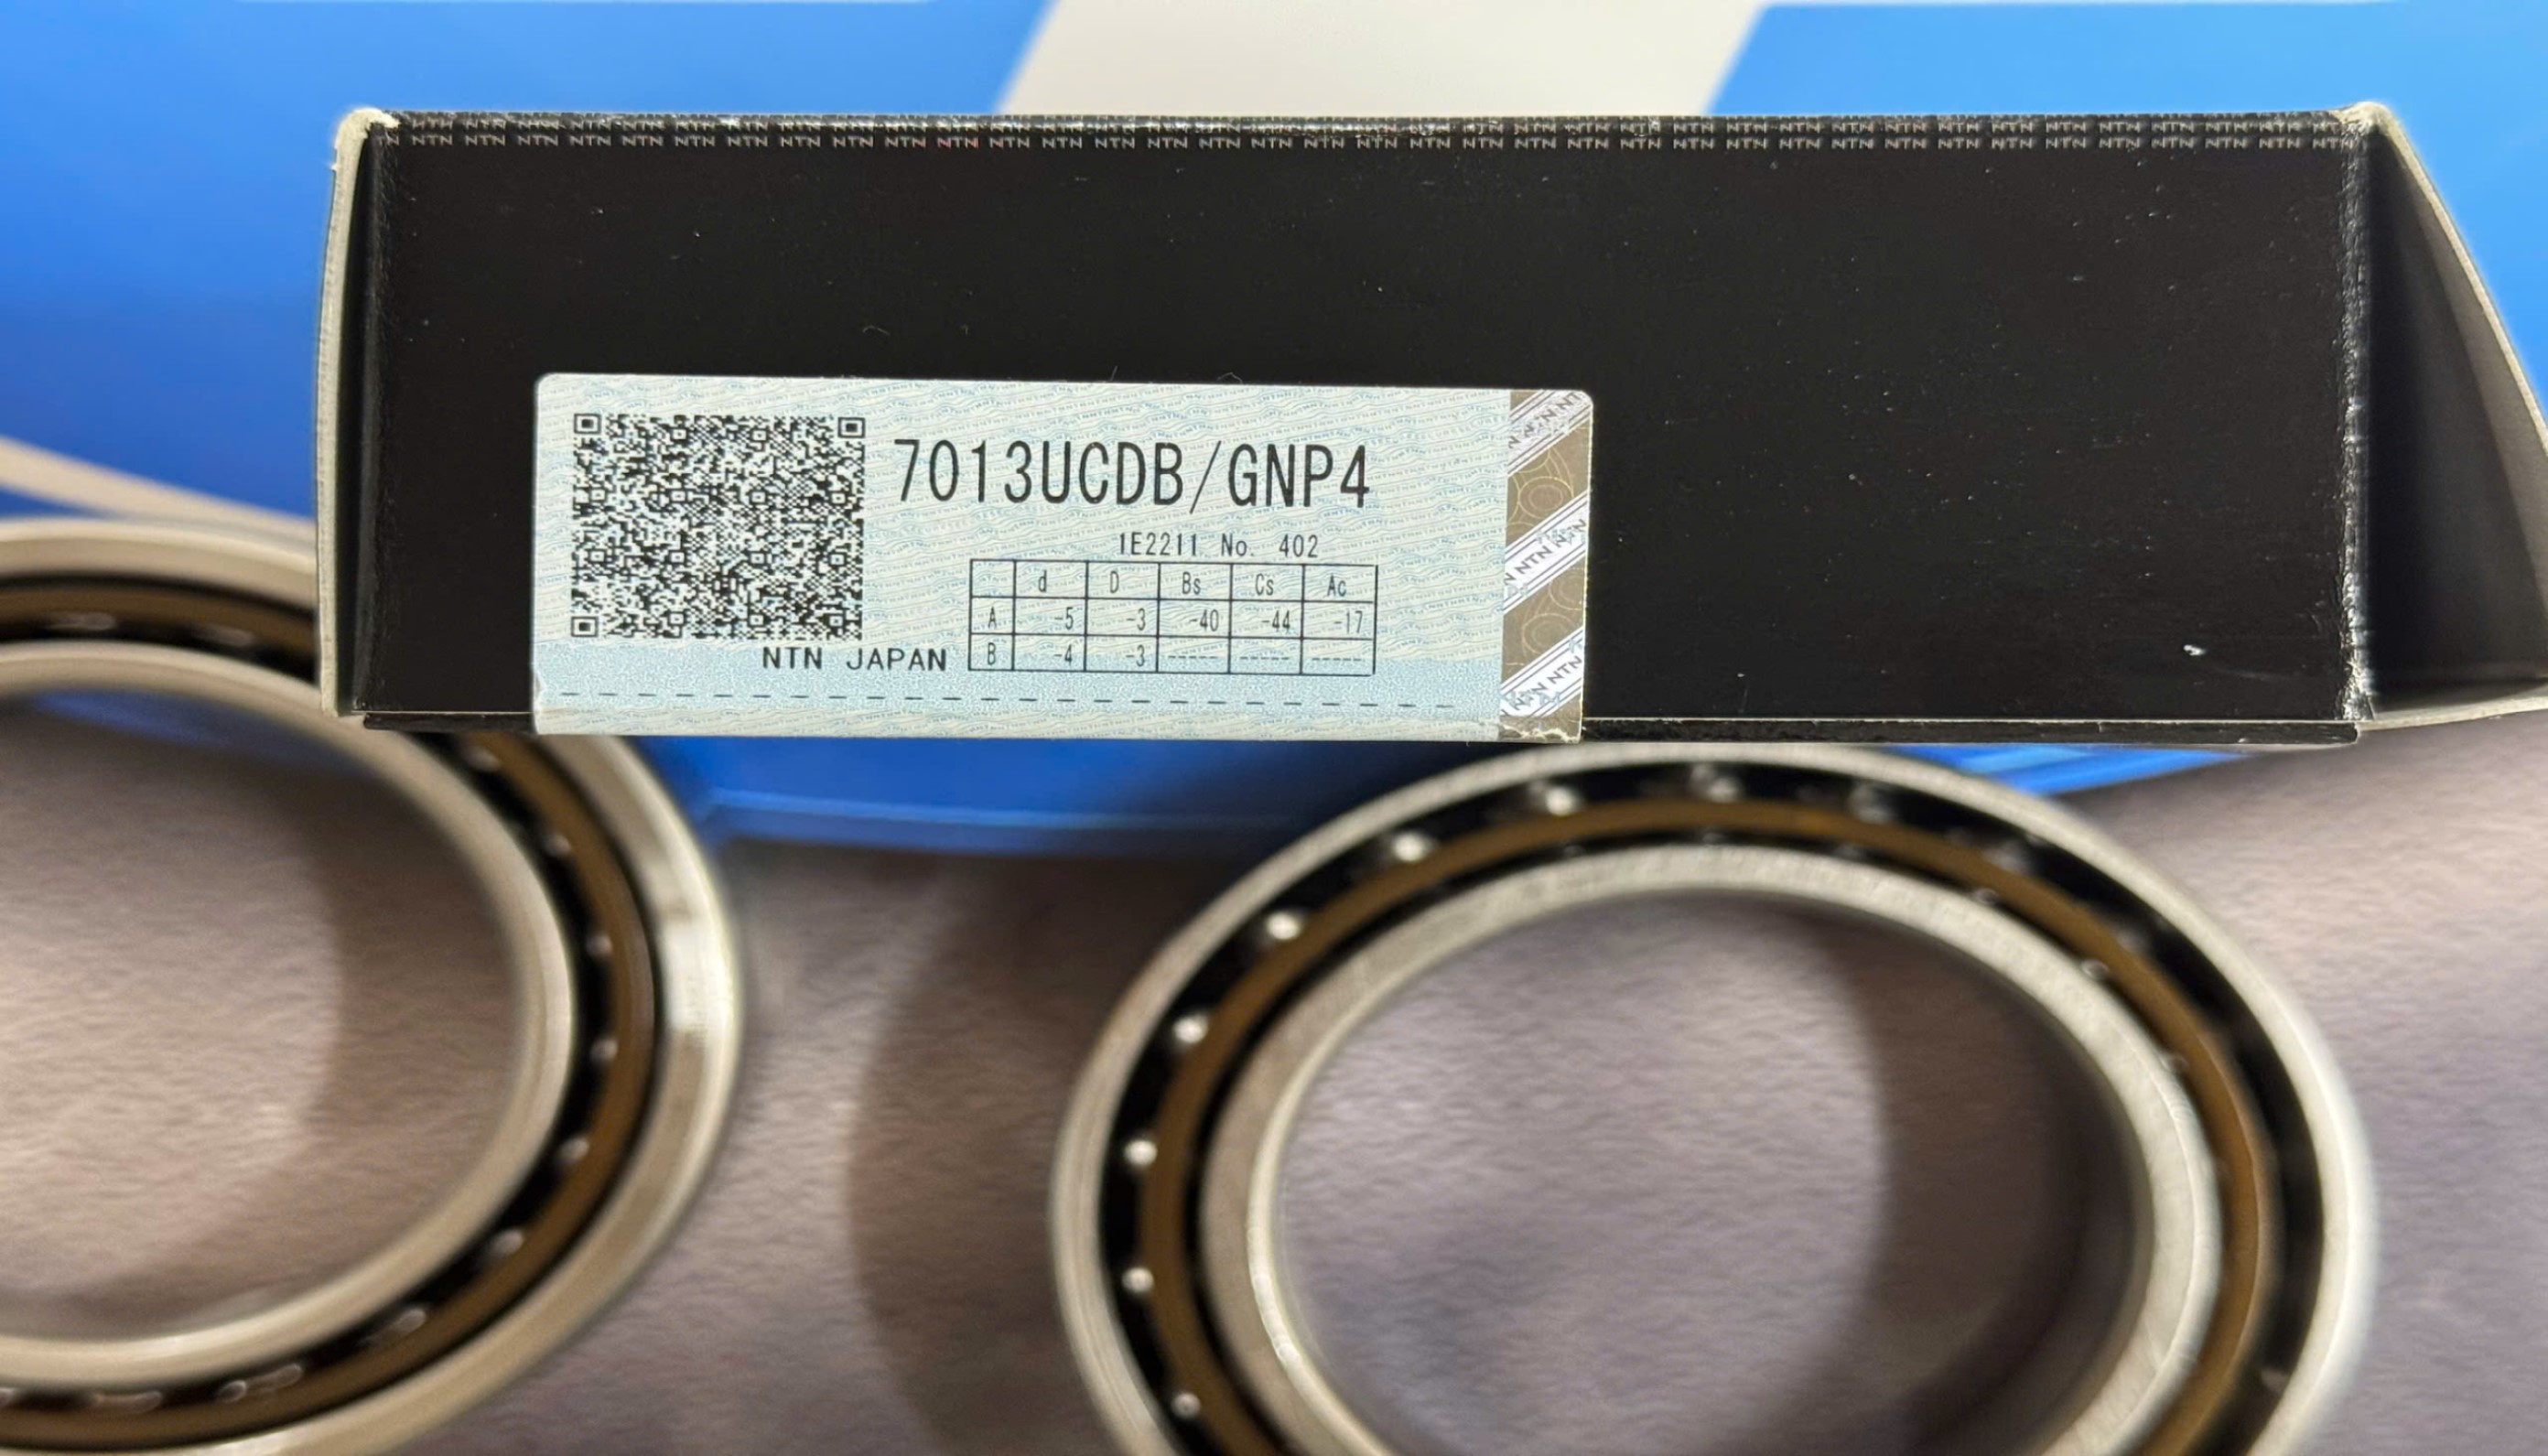 7013UCDB/GNP4
1E2211 No. 402
d D Bs Cs Ac
A -5 -3 -40 -44 -17
B -4 -3 ----- ----- -----
NTN JAPAN